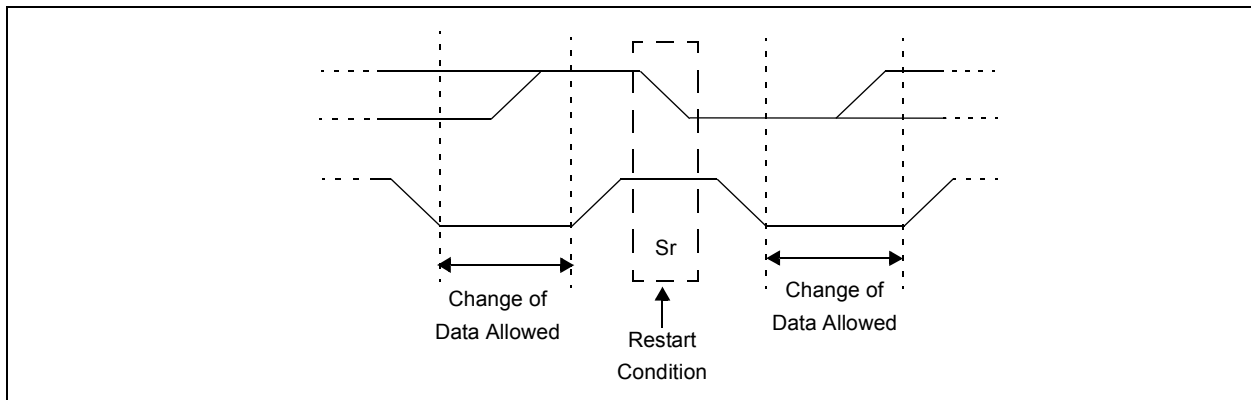 Sr
Change of
Data Allowed
Restart
Condition
Change of
Data Allowed